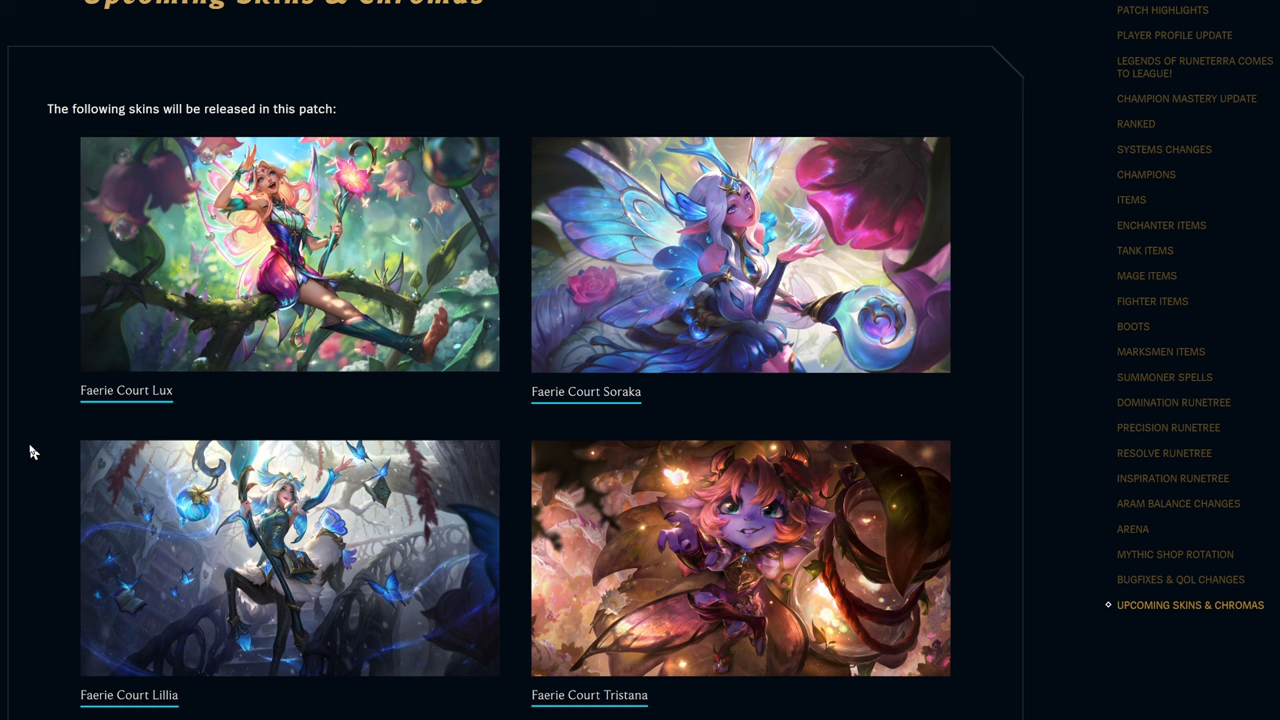 Upcoming Skins & Chromas
The following skins will be released in this patch:
Faerie Court Lux
Faerie Court Soraka
Faerie Court Lillia
Faerie Court Tristana
PATCH HIGHLIGHTS
PLAYER PROFILE UPDATE
LEGENDS OF RUNETERRA COMES
TO LEAGUE!
CHAMPION MASTERY UPDATE
RANKED
SYSTEMS CHANGES
CHAMPIONS
ITEMS
ENCHANTER ITEMS
TANK ITEMS
MAGE ITEMS
FIGHTER ITEMS
BOOTS
MARKSMEN ITEMS
SUMMONER SPELLS
DOMINATION RUNETREE
PRECISION RUNETREE
RESOLVE RUNETREE
INSPIRATION RUNETREE
ARAM BALANCE CHANGES
ARENA
MYTHIC SHOP ROTATION
BUGFIXES & QOL CHANGES
UPCOMING SKINS & CHROMAS